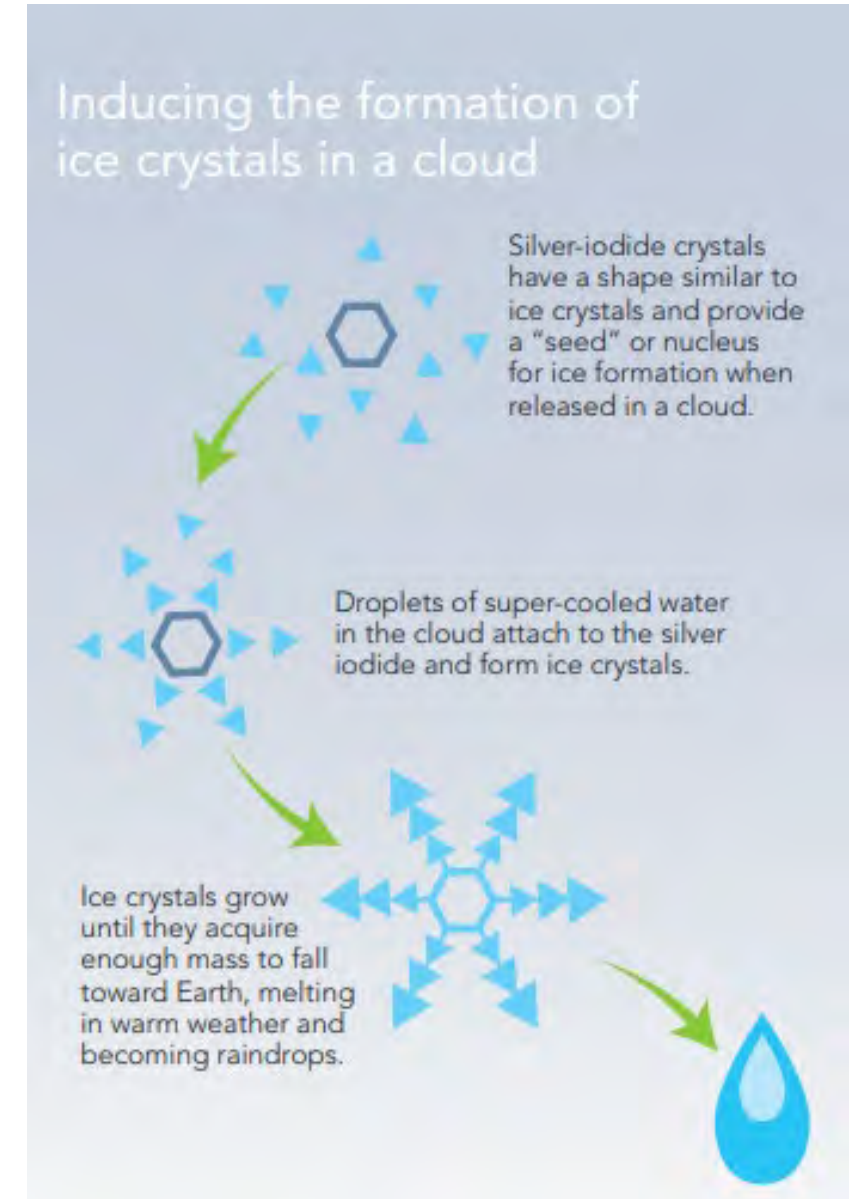 Inducing the formation of
ice crystals in a cloud
Silver-iodide crystals
have a shape similar to
ice crystals and provide
a “seed” or nucleus
for ice formation when
released in a cloud.
Droplets of super-cooled water
in the cloud attach to the silver
iodide and form ice crystals.
Ice crystals grow
until they acquire
enough mass to fall
toward Earth, melting
in warm weather and
becoming raindrops.